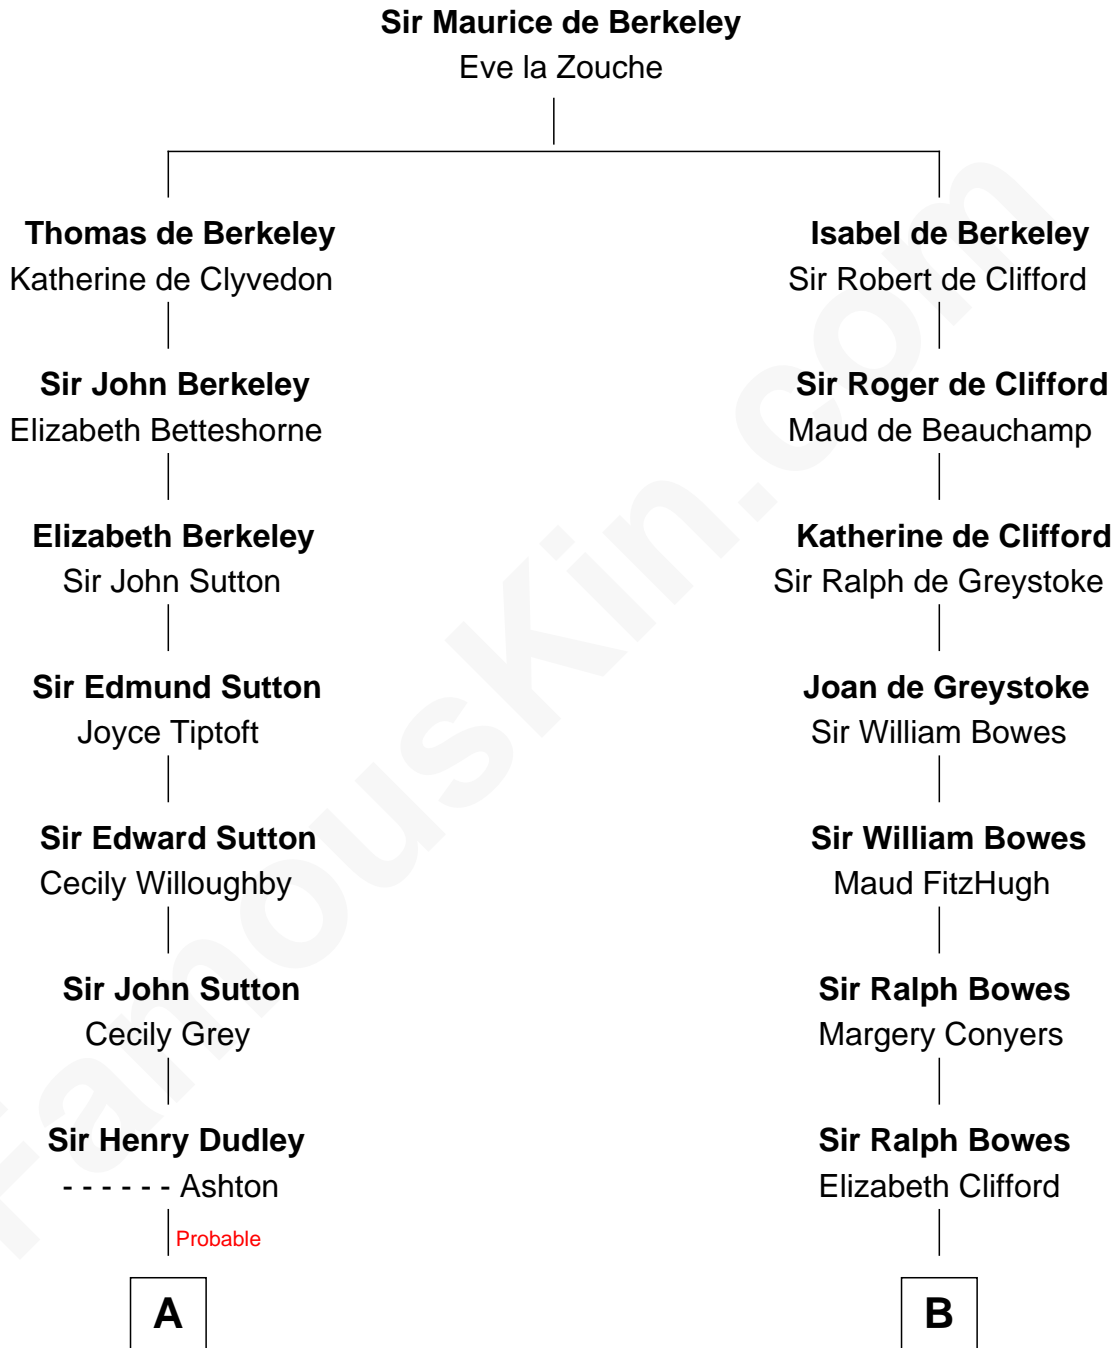 Sir Maurice de Berkeley
Eve la Zouche
Thomas de Berkeley
Katherine de Clyvedon
Isabel de Berkeley
Sir Robert de Clifford
Sir John Berkeley
Elizabeth Betteshorne
Sir Roger de Clifford
Maud de Beauchamp
Elizabeth Berkeley
Sir John Sutton
Katherine de Clifford
Sir Ralph de Greystoke
Sir Edmund Sutton
Joyce Tiptoft
Joan de Greystoke
Sir William Bowes
Sir Edward Sutton
Cecily Willoughby
Sir William Bowes
Maud FitzHugh
Sir John Sutton
Cecily Grey
Sir Ralph Bowes
Margery Conyers
Sir Henry Dudley
- - - - - - Ashton
Sir Ralph Bowes
Elizabeth Clifford
Probable
A
B
FamousKin.com